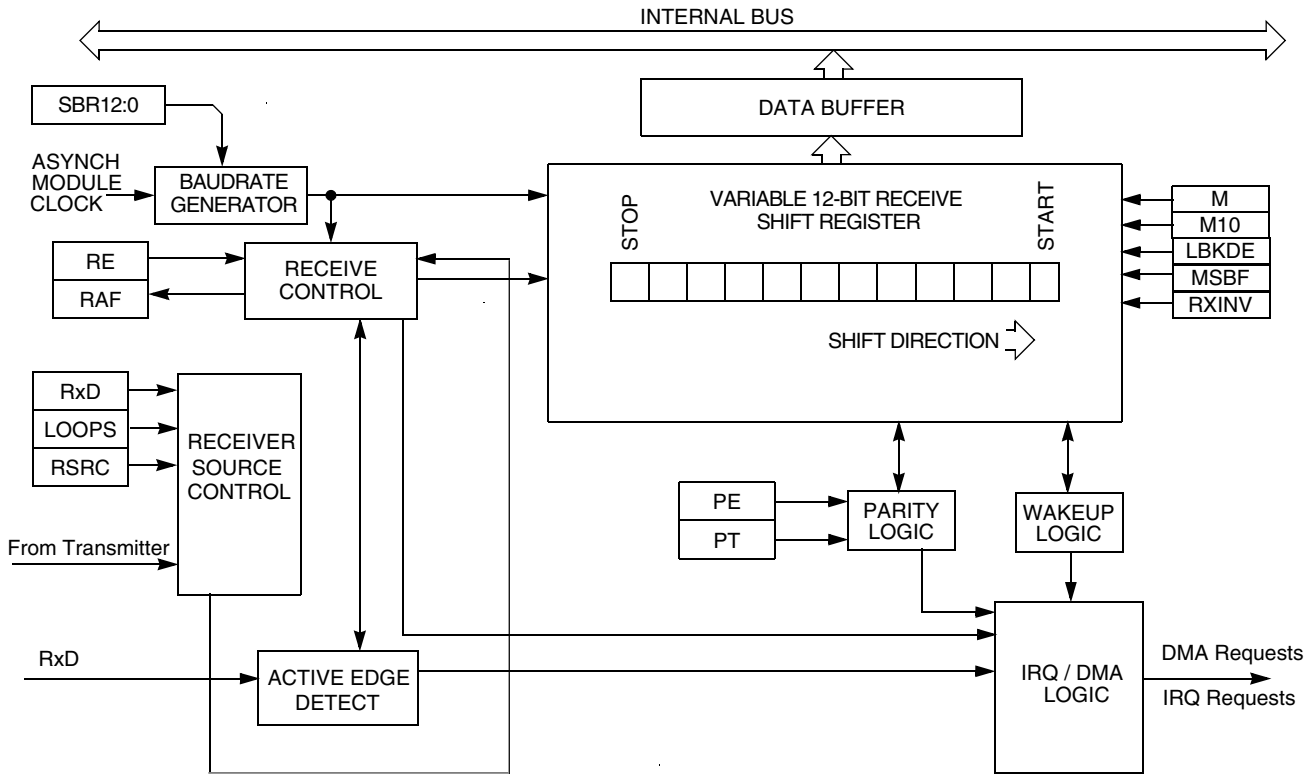 INTERNAL BUS
SBR12:0
DATA BUFFER
ASYNCH
MODULE
CLOCK
BAUDRATE
GENERATOR
VARIABLE 12-BIT RECEIVE
SHIFT REGISTER
STOP
START
M
M10
LBKDE
MSBF
RXINV
RE
RAF
RECEIVE
CONTROL
SHIFT DIRECTION
RxD
LOOPS
RSRC
RECEIVER
SOURCE
CONTROL
From Transmitter
PE
PT
PARITY
LOGIC
WAKEUP
LOGIC
RxD
ACTIVE EDGE
DETECT
IRQ / DMA
LOGIC
DMA Requests
IRQ Requests